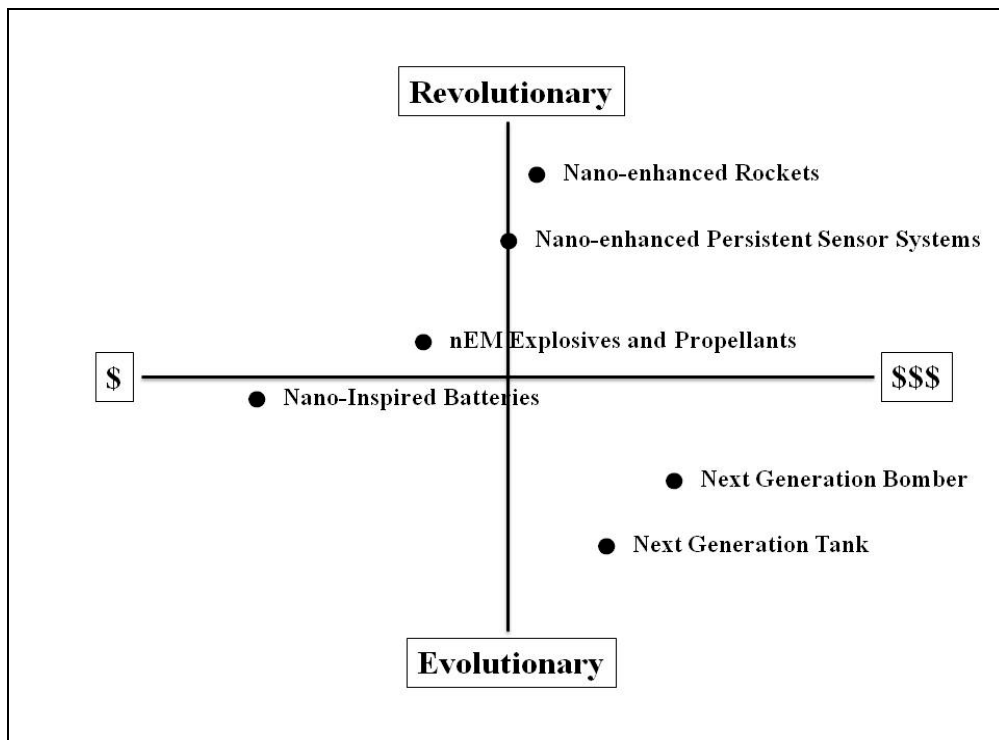 Revolutionary
Nano-enhanced Rockets
Nano-enhanced Persistent Sensor Systems
nEM Explosives and Propellants
$
$$$
Nano-Inspired Batteries
Next Generation Bomber
Next Generation Tank
Evolutionary